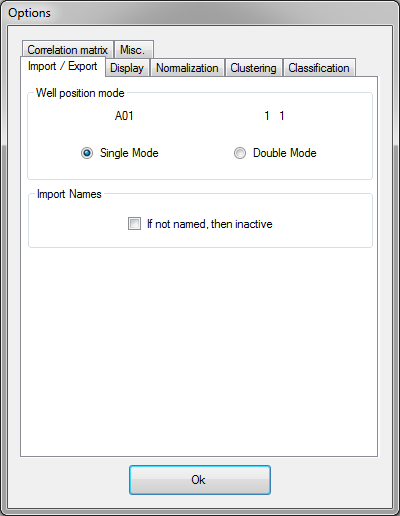 Options
Correlation matrix Misc.
Import / Export Display Normalization Clustering Classification
Well position mode
A01 1 1
Single Mode Double Mode
Import Names
If not named, then inactive
Ok